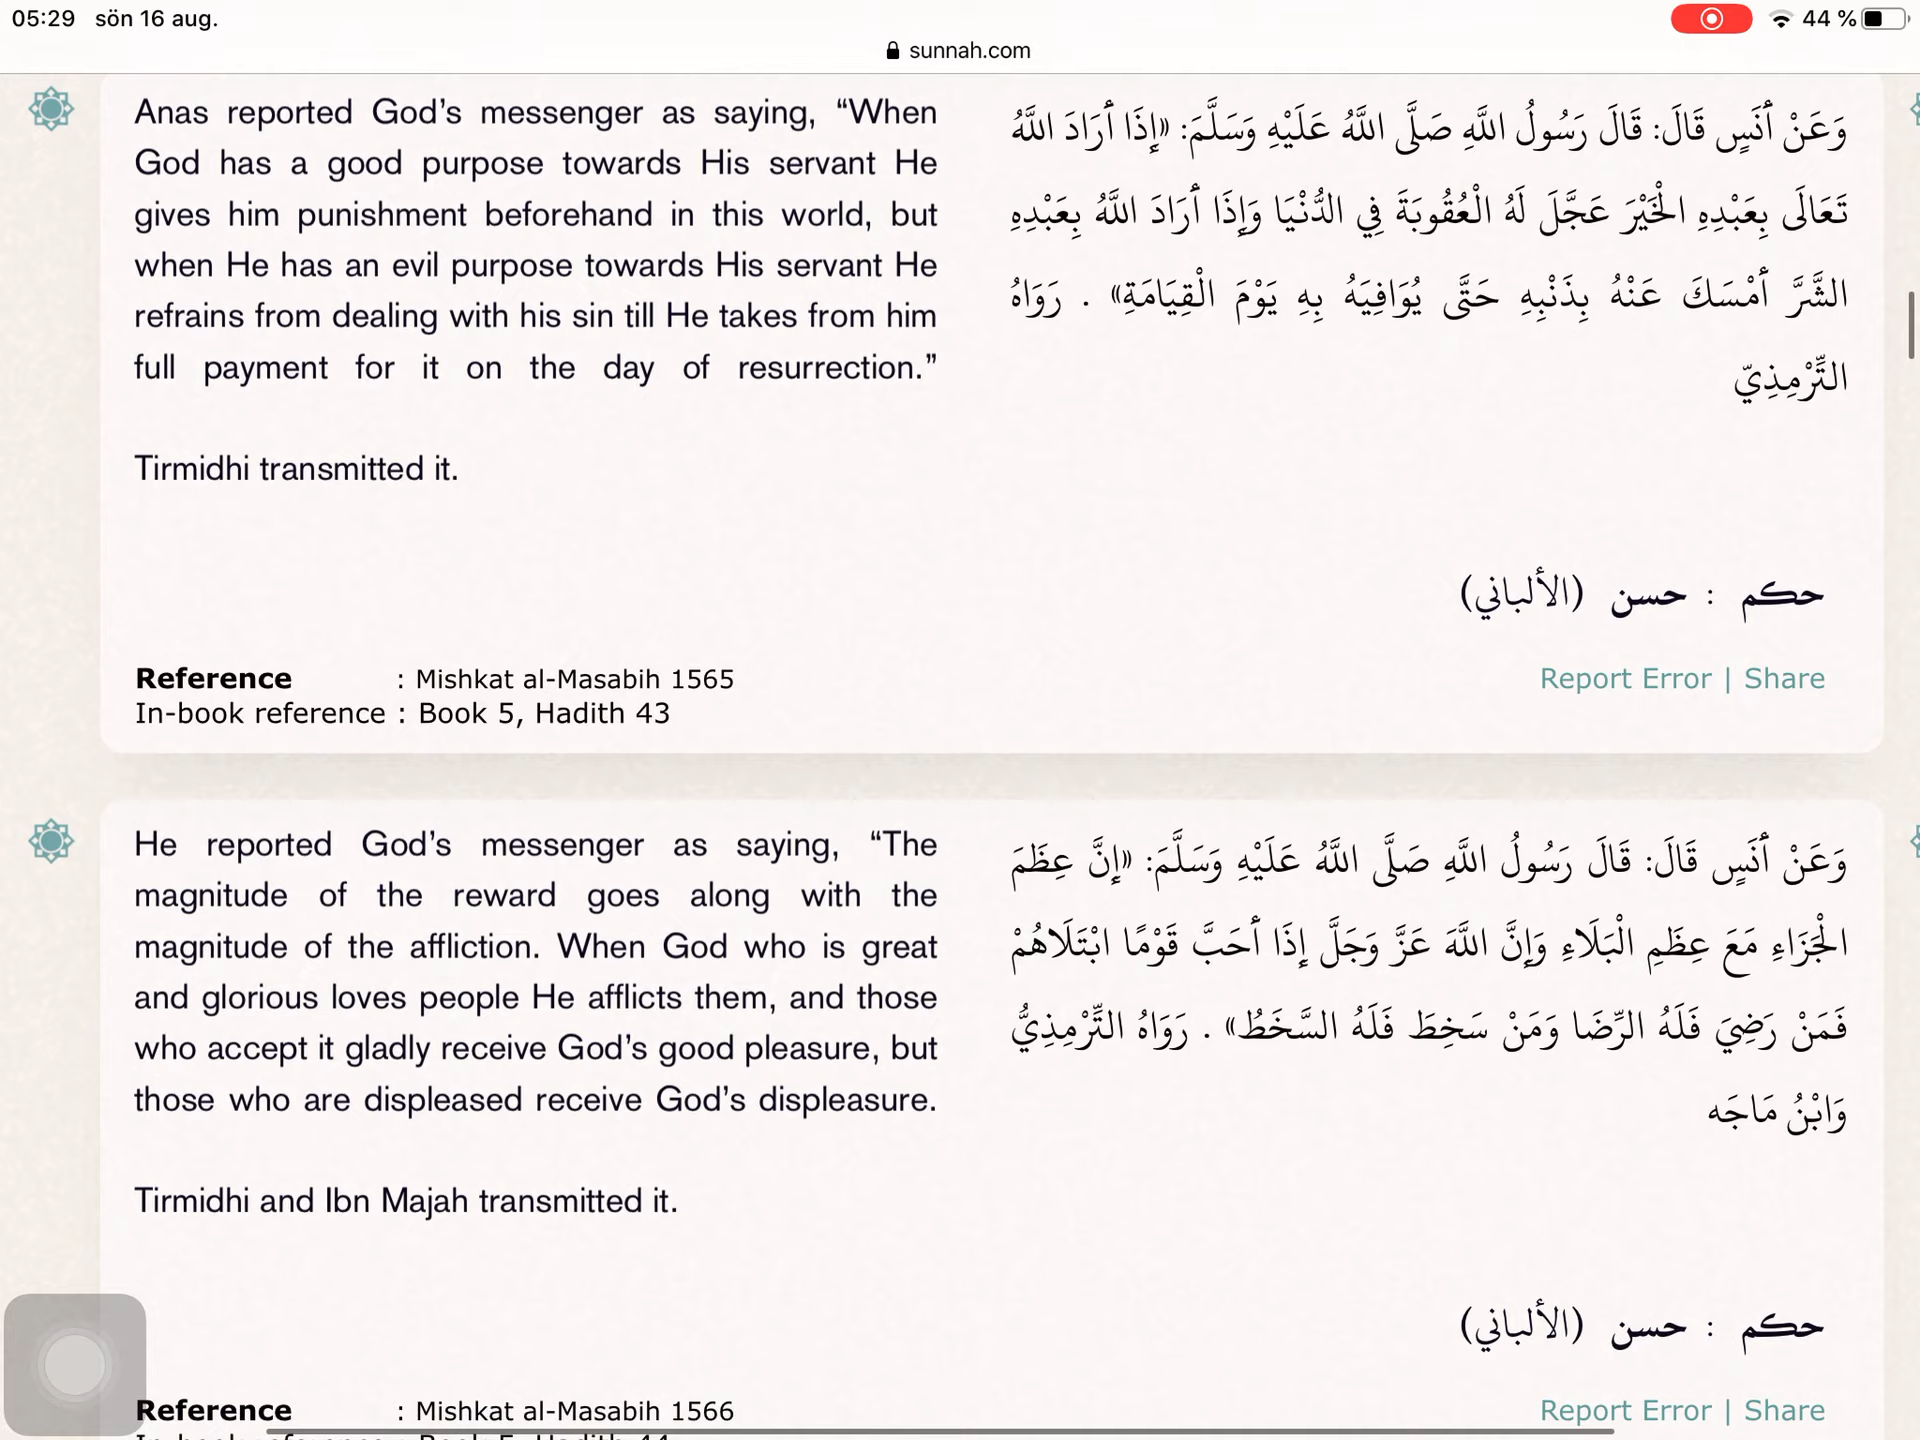 05:29 sön 16 aug.
44 %
sunnah.com
Anas reported God’s messenger as saying, “When
God has a good purpose towards His servant He
gives him punishment beforehand in this world, but
when He has an evil purpose towards His servant He
refrains from dealing with his sin till He takes from him
full payment for it on the day of resurrection.”
Tirmidhi transmitted it.
وَعَنْ أَنَسٍ قَالَ: قَالَ رَسُولُ اللَّهِ صَلَّى اللَّهُ عَلَيْهِ وَسَلَّمَ: «إِذَا أَرَادَ اللَّهُ
تَعَالَى بِعَبْدِهِ الْخَيْرَ عَجَّلَ لَهُ الْعُقُوبَةَ فِي الدُّنْيَا وَإِذَا أَرَادَ اللَّهُ بِعَبْدِهِ
الشَّرَّ أَمْسَكَ عَنْهُ بِذَنْبِهِ حَتَّى يُوَافِيَهُ بِهِ يَوْمَ الْقِيَامَةِ» . رَوَاهُ
التِّرْمِذِيّ
حكم : حسن (الألباني)
Reference : Mishkat al-Masabih 1565
In-book reference : Book 5, Hadith 43
Report Error | Share
He reported God’s messenger as saying, “The
magnitude of the reward goes along with the
magnitude of the affliction. When God who is great
and glorious loves people He afflicts them, and those
who accept it gladly receive God’s good pleasure, but
those who are displeased receive God’s displeasure.
Tirmidhi and Ibn Majah transmitted it.
وَعَنْ أَنَسٍ قَالَ: قَالَ رَسُولُ اللَّهِ صَلَّى اللَّهُ عَلَيْهِ وَسَلَّمَ: «إِنَّ عِظَمَ
الْجَزَاءِ مَعَ عِظَمِ الْبَلَاءِ وَإِنَّ اللَّهَ عَزَّ وَجَلَّ إِذَا أَحَبَّ قَوْمًا ابْتَلَاهُمْ
فَمَنْ رَضِيَ فَلَهُ الرِّضَا وَمَنْ سَخِطَ فَلَهُ السَّخَطُ» . رَوَاهُ التِّرْمِذِيُّ
وَابْنُ مَاجَه
حكم : حسن (الألباني)
Reference : Mishkat al-Masabih 1566
Report Error | Share